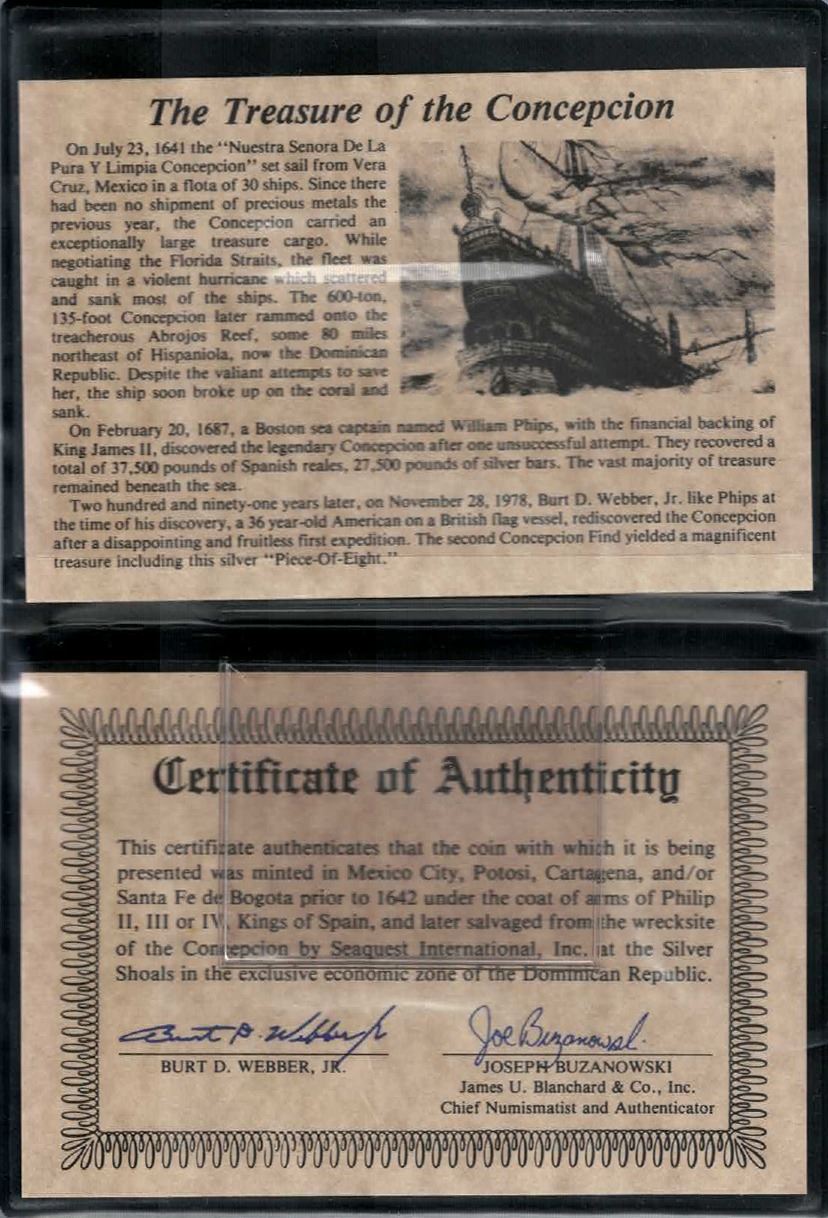 The Treasure of the Concepcion
On July 23, 1641 the "Nuestra Senora De La
Pura Y Limpia Concepcion" set sail from Vera
Cruz, Mexico in a flota of 30 ships. Since there
had been no shipment of precious metals the
previous year, the Concepcion carried an
exceptionally large treasure cargo. While
negotiating the Florida Straits, the fleet was
caught in a violent hurricane which scattered
and sank most of the ships. The 600-ton,
135-foot Concepcion later rammed onto the
treacherous Abrojos Reef, some 80 miles
northeast of Hispaniola, now the Dominican
Republic. Despite the valiant attempts to save
her, the ship soon broke up on the coral and
sank.
On February 20, 1687, a Boston sea captain named William Phips, with the financial backing of
King James II, discovered the legendary Concepcion after one unsuccessful attempt. They recovered a
total of 37,500 pounds of Spanish reales, 27,500 pounds of silver bars. The vast majority of treasure
remained beneath the sea.
Two hundred and ninety-one years later, on November 28, 1978, Burt D. Webber, Jr. like Phips at
the time of his discovery, a 36 year-old American on a British flag vessel, rediscovered the Concepcion
after a disappointing and fruitless first expedition. The second Concepcion Find yielded a magnificent
treasure including this silver "Piece-Of-Eight."
Certificate of Authenticity
This certificate authenticates that the coin with which it is being
presented was minted in Mexico City, Potosi, Cartagena, and/or
Santa Fe de Bogota prior to 1642 under the coat of arms of Philip
II, III or IV, Kings of Spain, and later salvaged from the wrecksite
of the Concepcion by Seaquest International, Inc. at the Silver
Shoals in the exclusive economic zone of the Dominican Republic.
Burt D. Webber Jr
Joe Buzanowski
BURT D. WEBBER, JR.
JOSEPH BUZANOWSKI
James U. Blanchard & Co., Inc.
Chief Numismatist and Authenticator